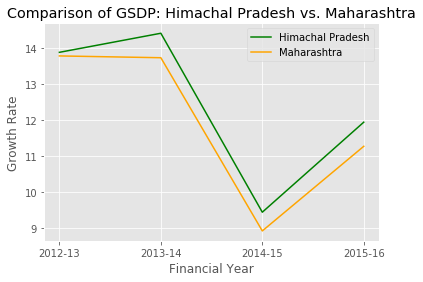 Comparison of GSDP: Himachal Pradesh vs. Maharashtra
Himachal Pradesh
Maharashtra
14
13
12
11
10
9
Growth Rate
2012-13 2013-14 2014-15 2015-16
Financial Year